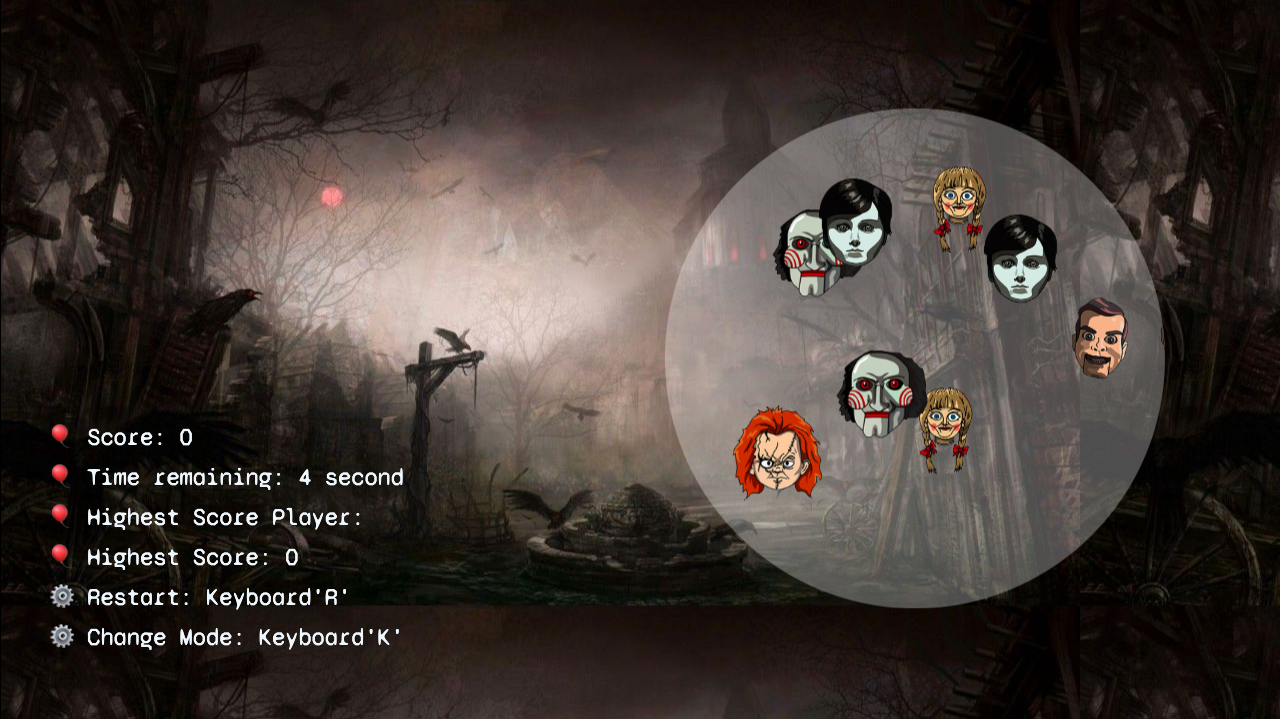 Score: 0
Time remaining: 4 second
Highest Score Player:
Highest Score: 0
Restart: Keyboard'R'
Change Mode: Keyboard'K'